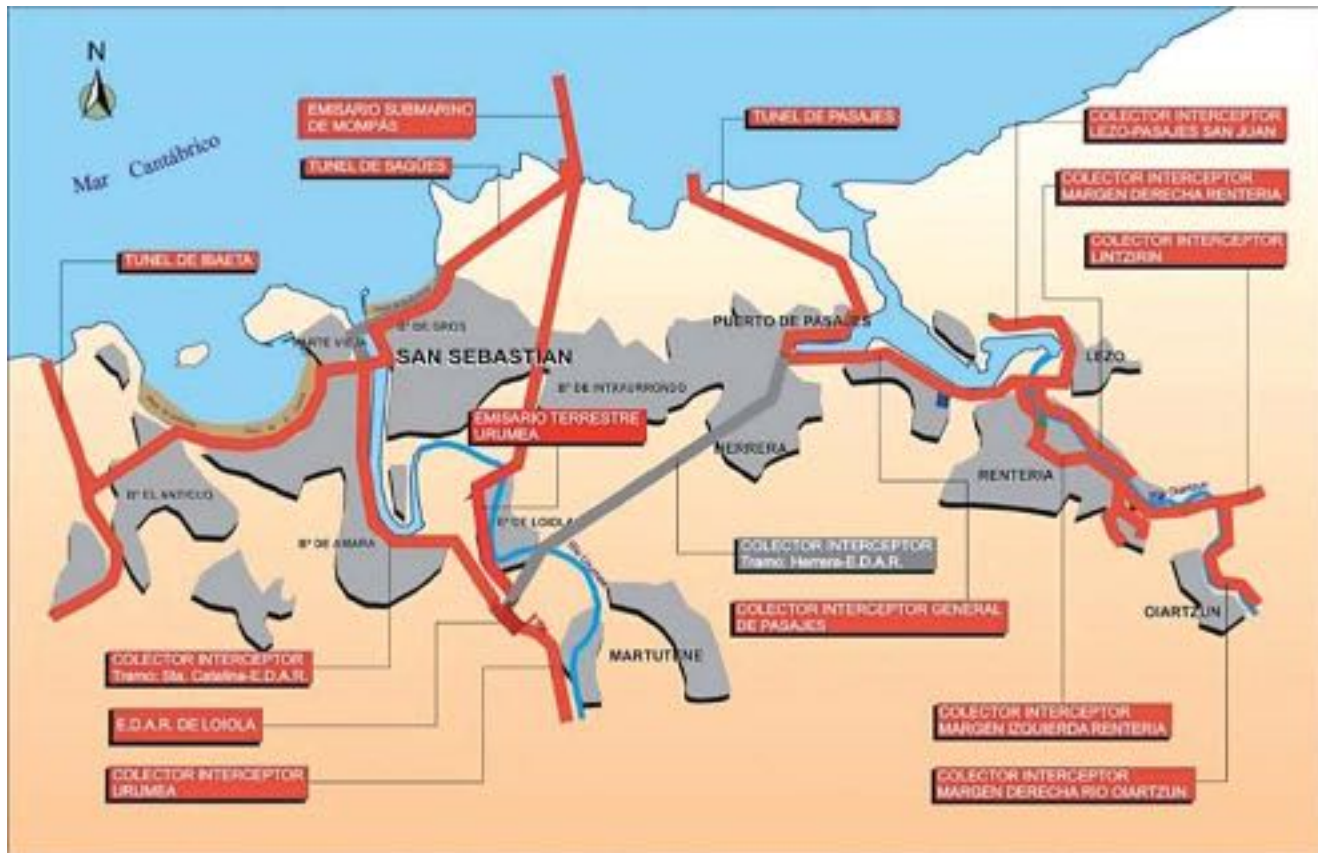 N
Mar Cantábrico
EMISARIO SUBMARINO
DE MOMPÁS
TUNEL DE SAGÜES
TUNEL DE PASAJES
COLECTOR INTERCEPTOR
LEZO-PASAJES SAN JUAN
COLECTOR INTERCEPTOR
MARGEN DERECHA RENTERIA
COLECTOR INTERCEPTOR
LINTZIRIN
TUNEL DE IBAETA
Bº DE GROS
PARTE VIEJA
SAN SEBASTIAN
PUERTO DE PASAJES
LEZO
Bº DE INTXAURRONDO
EMISARIO TERRESTRE
URUMEA
HERRERA
RENTERIA
Bº EL ANTIGUO
Bº DE LOIOLA
Bº DE AMARA
COLECTOR INTERCEPTOR
Tramo: Herrera-E.D.A.R.
COLECTOR INTERCEPTOR GENERAL
DE PASAJES
OIARTZUN
MARTUTENE
COLECTOR INTERCEPTOR
Tramo: Sta. Catalina-E.D.A.R.
E.D.A.R. DE LOIOLA
COLECTOR INTERCEPTOR
URUMEA
COLECTOR INTERCEPTOR
MARGEN IZQUIERDA RENTERIA
COLECTOR INTERCEPTOR
MARGEN DERECHA RIO OIARTZUN